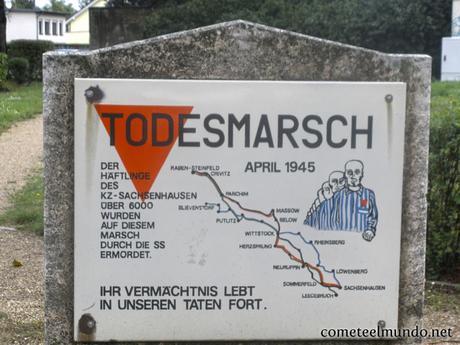 TODESMARSCH
APRIL 1945
DER
HÄFTLINGE
DES
KZ-SACHSENHAUSEN
ÜBER 6000
WURDEN
AUF DIESEM
MARSCH
DURCH DIE SS
ERMORDET.
RABEN-STEINFELD
CRIVITZ
PARCHIM
MASSOW
BELOW
WITTSTOCK
RHEINSBERG
HERZSPRUNG
NEURUPPIN
LÖWENBERG
SOMMERFELD
SACHSENHAUSEN
LEEGEBRUCH
IHR VERMÄCHTNIS LEBT
IN UNSEREN TATEN FORT.
cometeelmundo.net